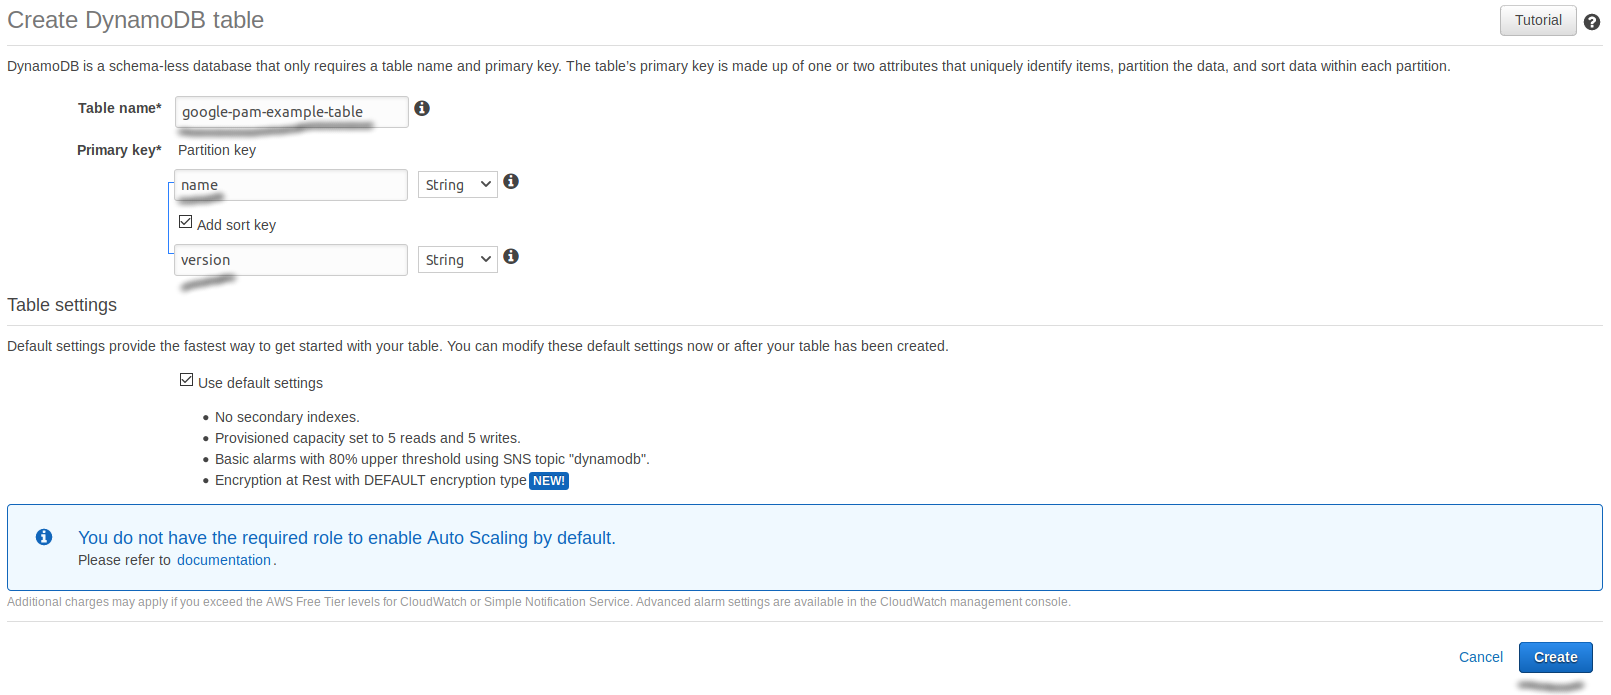 Create DynamoDB table
Tutorial
DynamoDB is a schema-less database that only requires a table name and primary key. The table's primary key is made up of one or two attributes that uniquely identify items, partition the data, and sort data within each partition.
Table name* google-pam-example-table
Primary key* Partition key
name String
Add sort key
version String
Table settings
Default settings provide the fastest way to get started with your table. You can modify these default settings now or after your table has been created.
Use default settings
• No secondary indexes.
• Provisioned capacity set to 5 reads and 5 writes.
• Basic alarms with 80% upper threshold using SNS topic "dynamodb".
• Encryption at Rest with DEFAULT encryption type NEW!
You do not have the required role to enable Auto Scaling by default.
Please refer to documentation.
Additional charges may apply if you exceed the AWS Free Tier levels for CloudWatch or Simple Notification Service. Advanced alarm settings are available in the CloudWatch management console.
Cancel Create